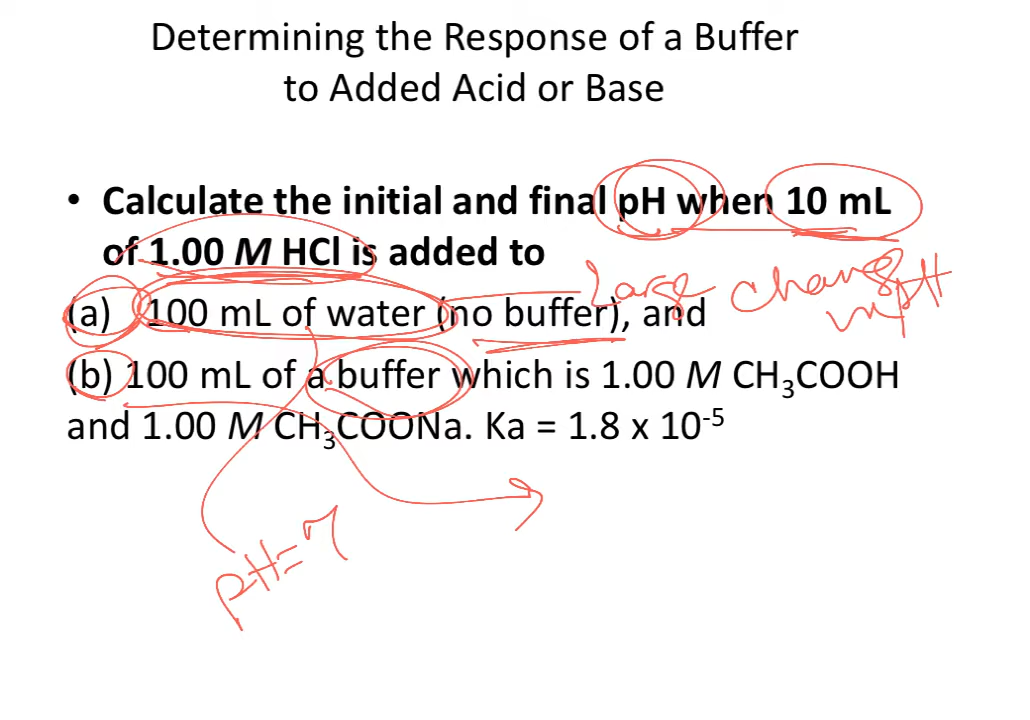 Determining the Response of a Buffer
to Added Acid or Base
• Calculate the initial and final pH when 10 mL
of 1.00 M HCl is added to
Large change
in pH
(a) 100 mL of water (no buffer), and
(b) 100 mL of a buffer which is 1.00 M CH₃COOH
and 1.00 M CH₃COONa. Ka = 1.8 x 10⁻⁵
pH=7